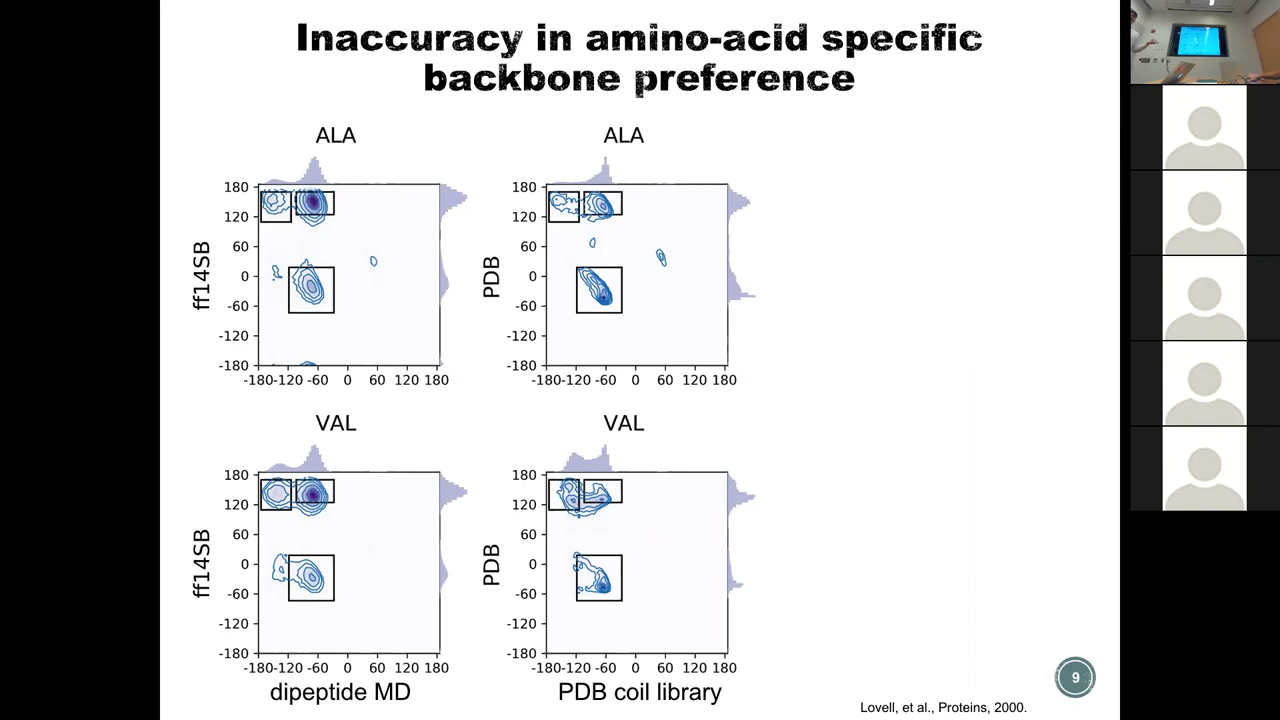 Inaccuracy in amino-acid specific
backbone preference
ALA
ALA
180
120
60
0
-60
-120
-180
ff14SB
-180 -120 -60 0 60 120 180
180
120
60
0
-60
-120
-180
PDB
-180 -120 -60 0 60 120 180
VAL
VAL
180
120
60
0
-60
-120
-180
ff14SB
-180 -120 -60 0 60 120 180
180
120
60
0
-60
-120
-180
PDB
-180 -120 -60 0 60 120 180
dipeptide MD
PDB coil library
9
Lovell, et al., Proteins, 2000.